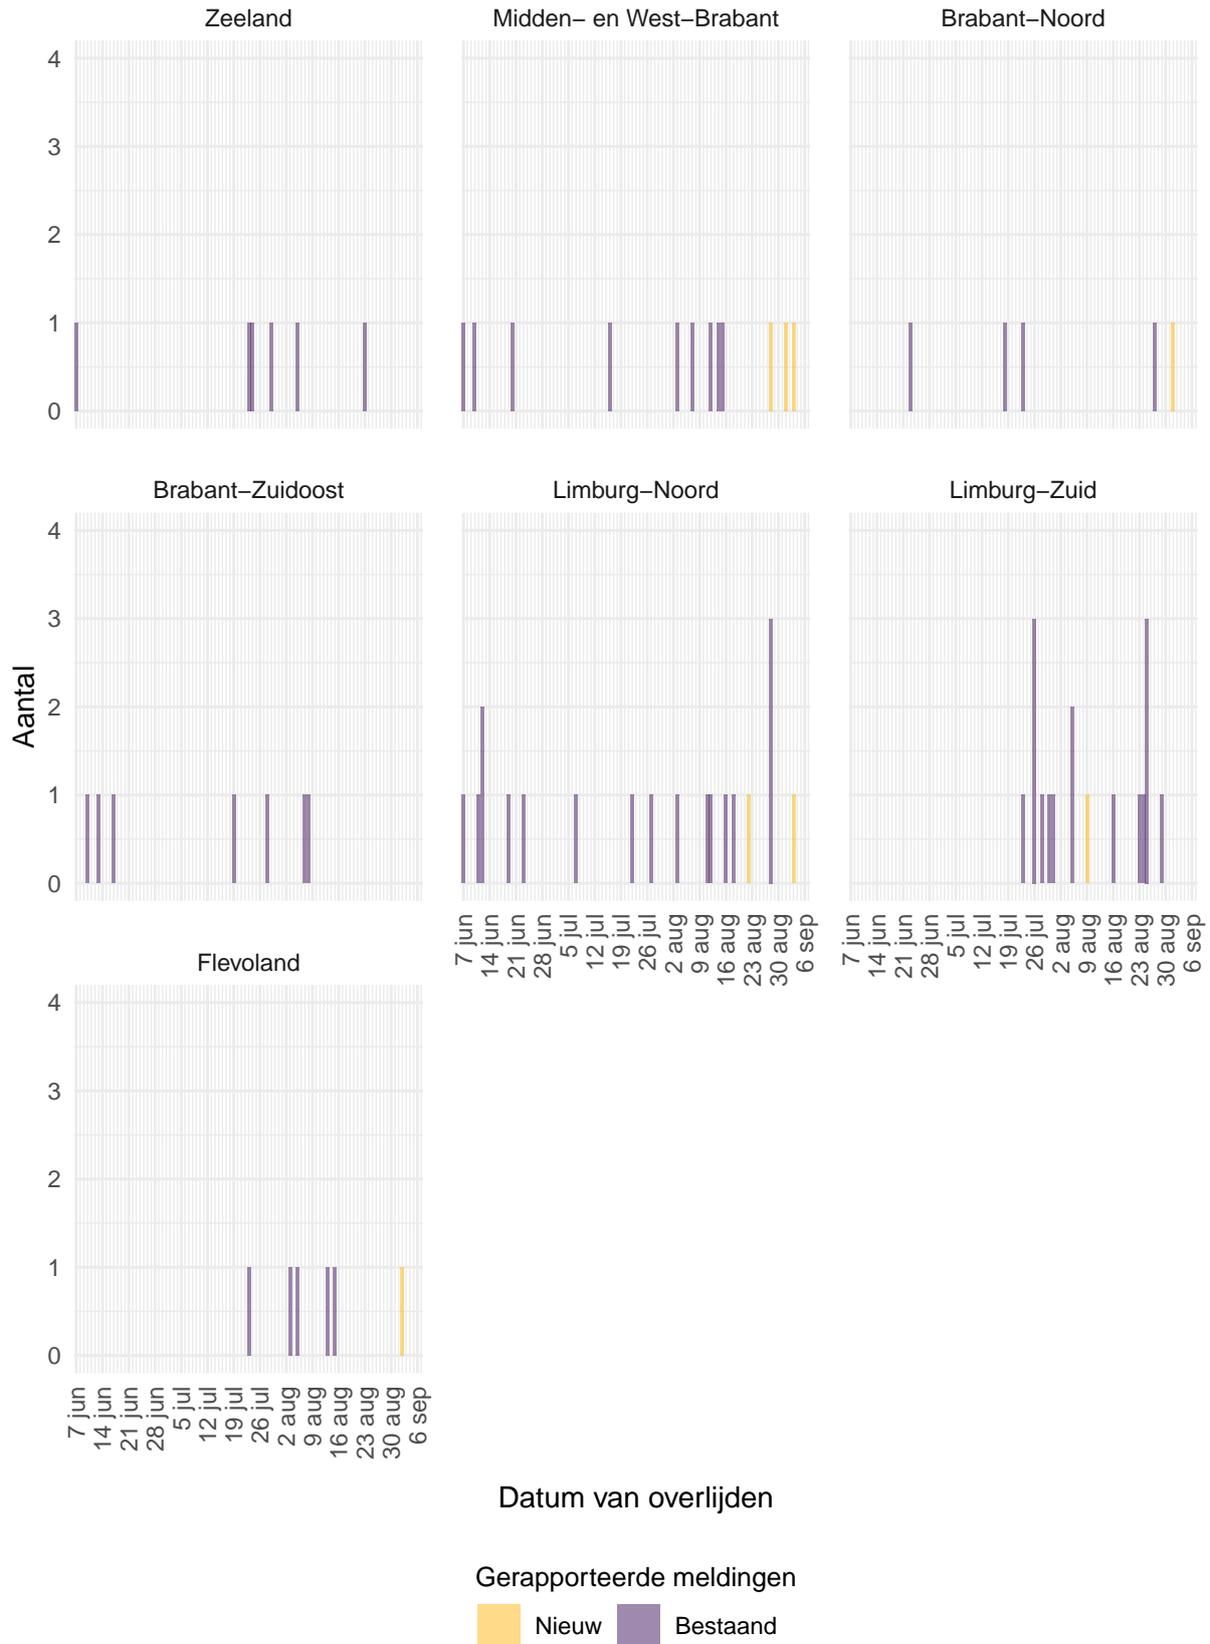 Zeeland
Midden− en West−Brabant
Brabant−Noord
4
3
2
1
0
Brabant−Zuidoost
Limburg−Noord
Limburg−Zuid
4
3
2
1
0
7 jun
14 jun
21 jun
28 jun
5 jul
12 jul
19 jul
26 jul
2 aug
9 aug
16 aug
23 aug
30 aug
6 sep
7 jun
14 jun
21 jun
28 jun
5 jul
12 jul
19 jul
26 jul
2 aug
9 aug
16 aug
23 aug
30 aug
6 sep
Flevoland
4
3
2
1
0
7 jun
14 jun
21 jun
28 jun
5 jul
12 jul
19 jul
26 jul
2 aug
9 aug
16 aug
23 aug
30 aug
6 sep
Aantal
Datum van overlijden
Gerapporteerde meldingen
Nieuw
Bestaand